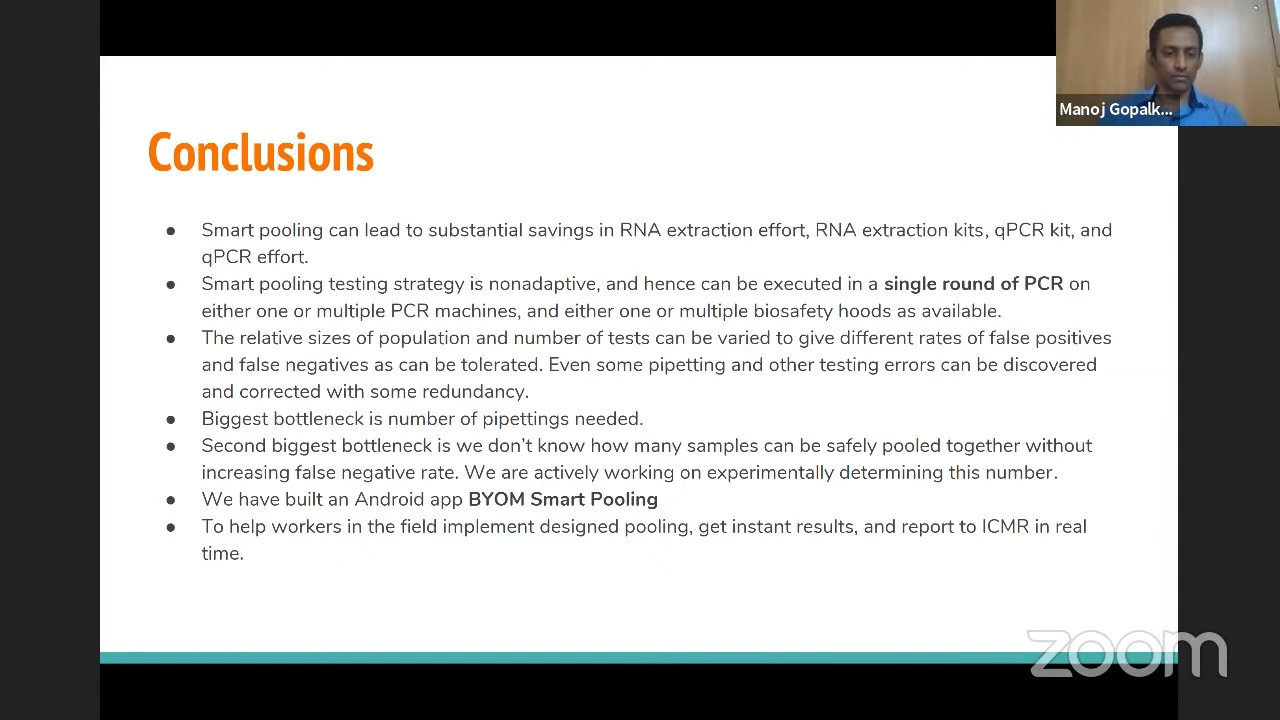 Manoj Gopalk...
Conclusions
● Smart pooling can lead to substantial savings in RNA extraction effort, RNA extraction kits, qPCR kit, and
qPCR effort.
● Smart pooling testing strategy is nonadaptive, and hence can be executed in a single round of PCR on
either one or multiple PCR machines, and either one or multiple biosafety hoods as available.
● The relative sizes of population and number of tests can be varied to give different rates of false positives
and false negatives as can be tolerated. Even some pipetting and other testing errors can be discovered
and corrected with some redundancy.
● Biggest bottleneck is number of pipettings needed.
● Second biggest bottleneck is we don't know how many samples can be safely pooled together without
increasing false negative rate. We are actively working on experimentally determining this number.
● We have built an Android app BYOM Smart Pooling
● To help workers in the field implement designed pooling, get instant results, and report to ICMR in real
time.
zoom